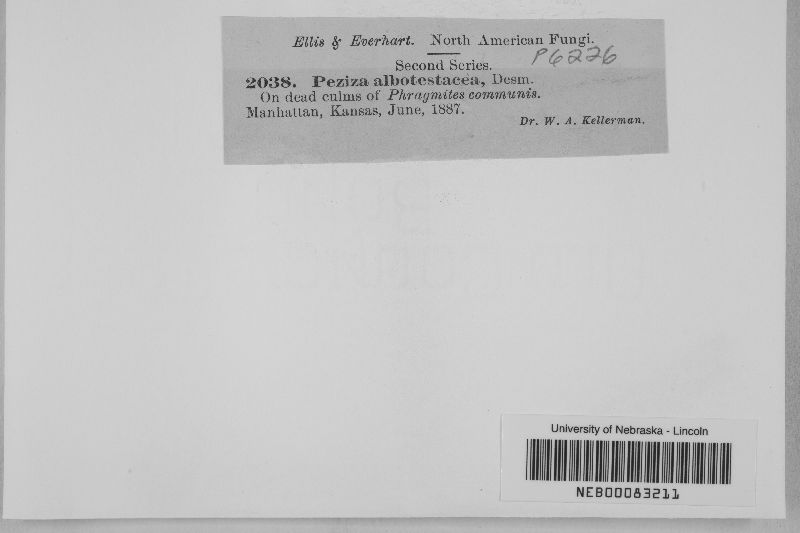 Ellis & Everhart. North American Fungi.
P6226
Second Series.
2038. Peziza albotestacea, Desm.
On dead culms of Phragmites communis.
Manhattan, Kansas, June, 1887.
Dr. W. A. Kellerman.
University of Nebraska - Lincoln
NEB00083211